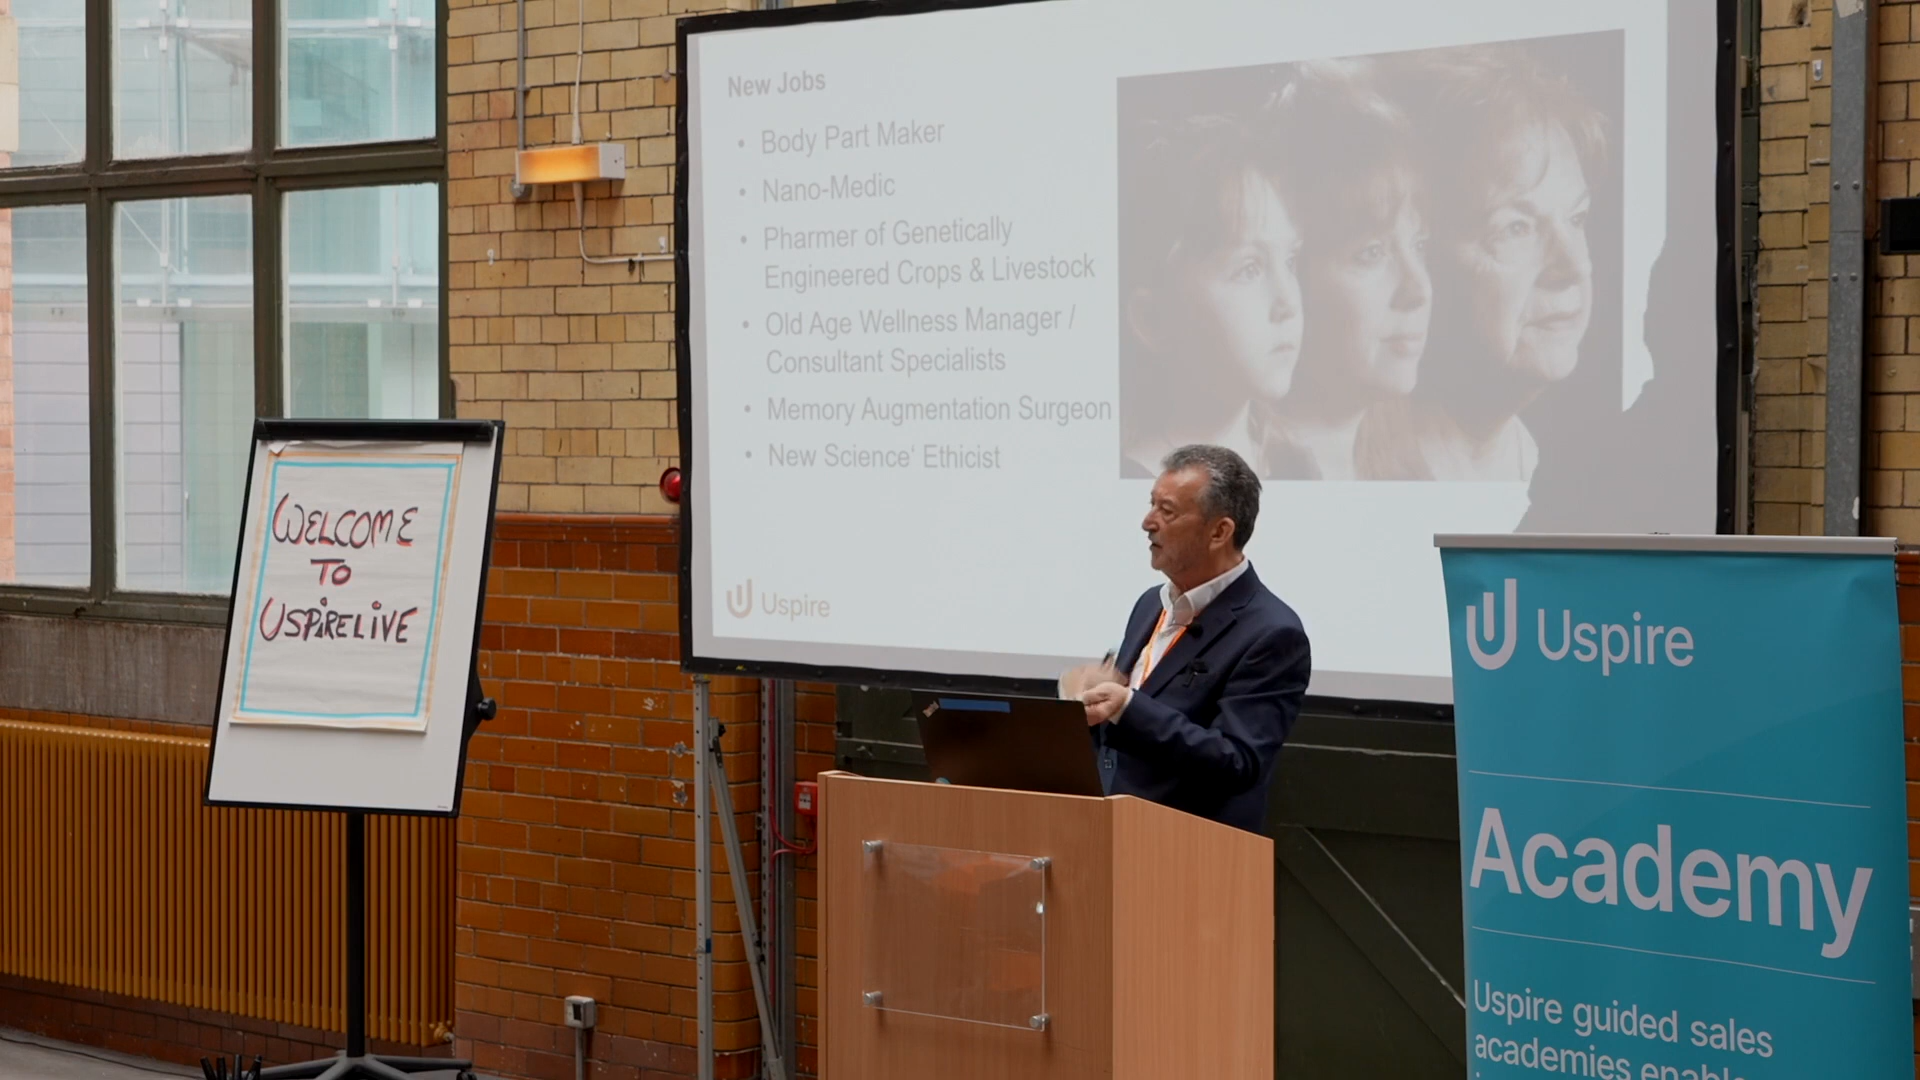 New Jobs
• Body Part Maker
• Nano-Medic
• Pharmer of Genetically
Engineered Crops & Livestock
• Old Age Wellness Manager /
Consultant Specialists
• Memory Augmentation Surgeon
• New Science' Ethicist
Uspire
WELCOME
TO
USPIRELIVE
Uspire
Academy
Uspire guided sales
academies enable